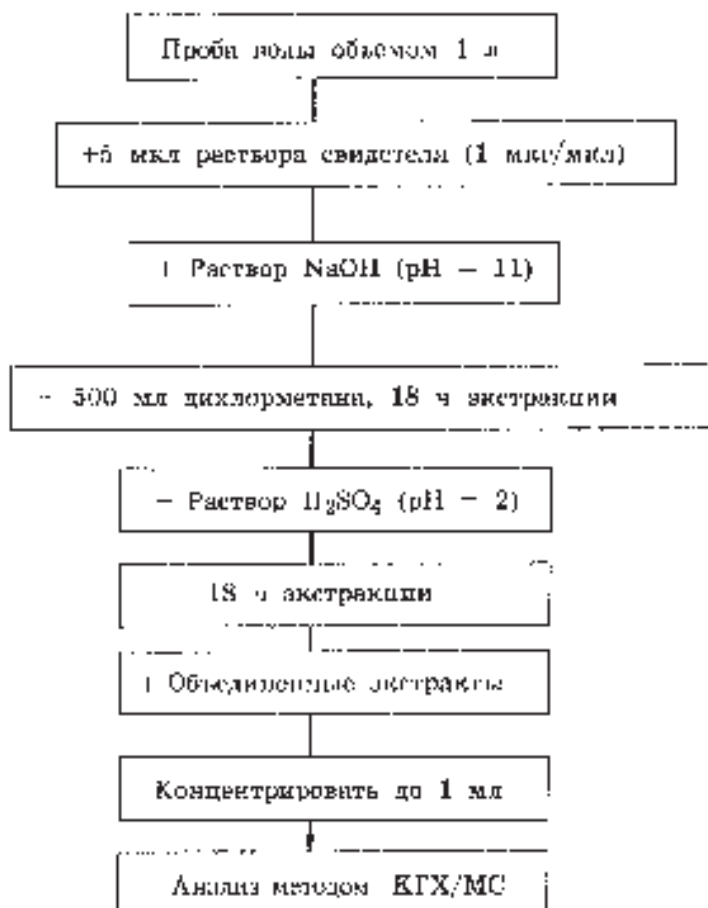 Проба воды объемом 1 л
+5 мкл раствора свидетеля (1 мкг/мкл)
+ Раствор NaOH (pH = 11)
+ 500 мл дихлорметана, 18 ч экстракции
+ Раствор H₂SO₄ (pH = 2)
18 ч экстракции
+ Объединенные экстракты
Концентрировать до 1 мл
Анализ методом КГХ/МС